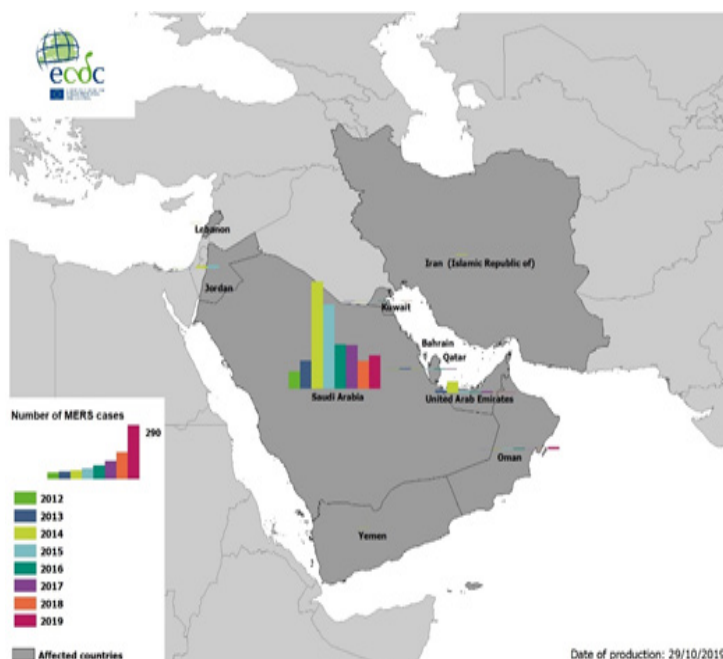 ecdc
Lebanon
Iran (Islamic Republic of)
Jordan
Kuwait
Bahrain
Qatar
Saudi Arabia
United Arab Emirates
Oman
Yemen
Number of MERS cases
290
2012
2013
2014
2015
2016
2017
2018
2019
Affected countries
Date of production: 29/10/2019